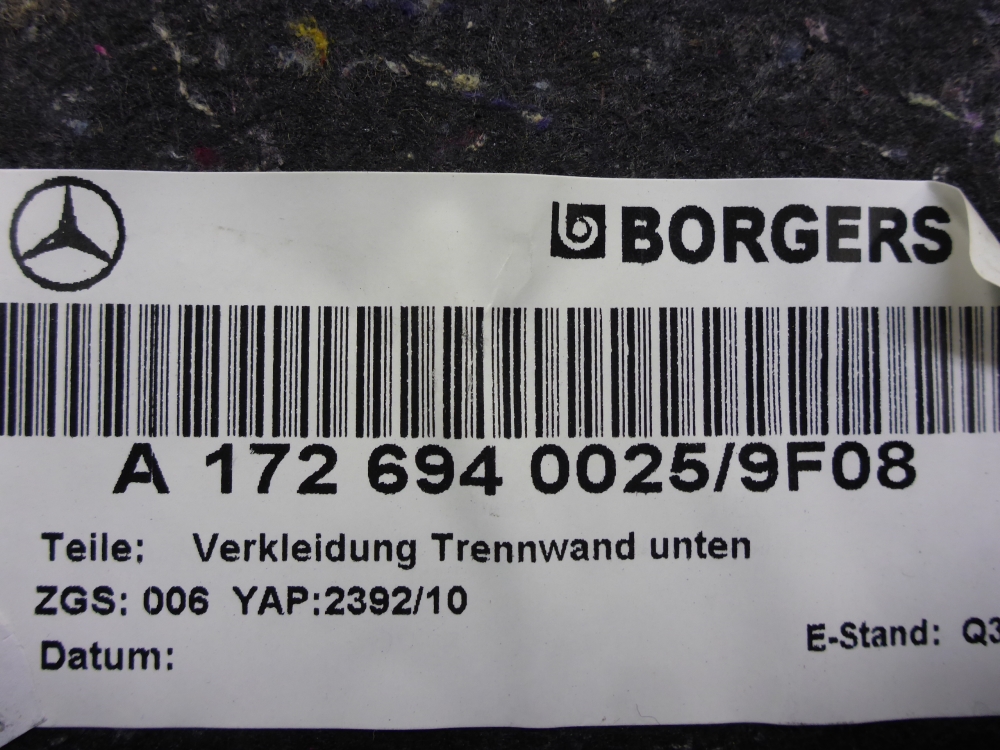 BORGERS
A 172 694 0025/9F08
Teile: Verkleidung Trennwand unten
ZGS: 006 YAP:2392/10
E-Stand: Q3
Datum: